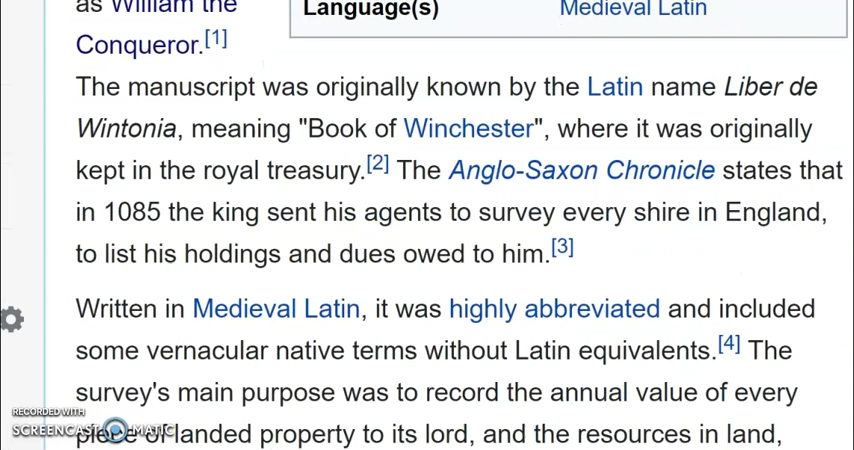 as William the
Language(s) Medieval Latin
Conqueror.[1]
The manuscript was originally known by the Latin name Liber de
Wintonia, meaning "Book of Winchester", where it was originally
kept in the royal treasury.[2] The Anglo-Saxon Chronicle states that
in 1085 the king sent his agents to survey every shire in England,
to list his holdings and dues owed to him.[3]
Written in Medieval Latin, it was highly abbreviated and included
some vernacular native terms without Latin equivalents.[4] The
survey's main purpose was to record the annual value of every
RECORDED WITH
SCREENCAST-O-MATIC
piece of landed property to its lord, and the resources in land,